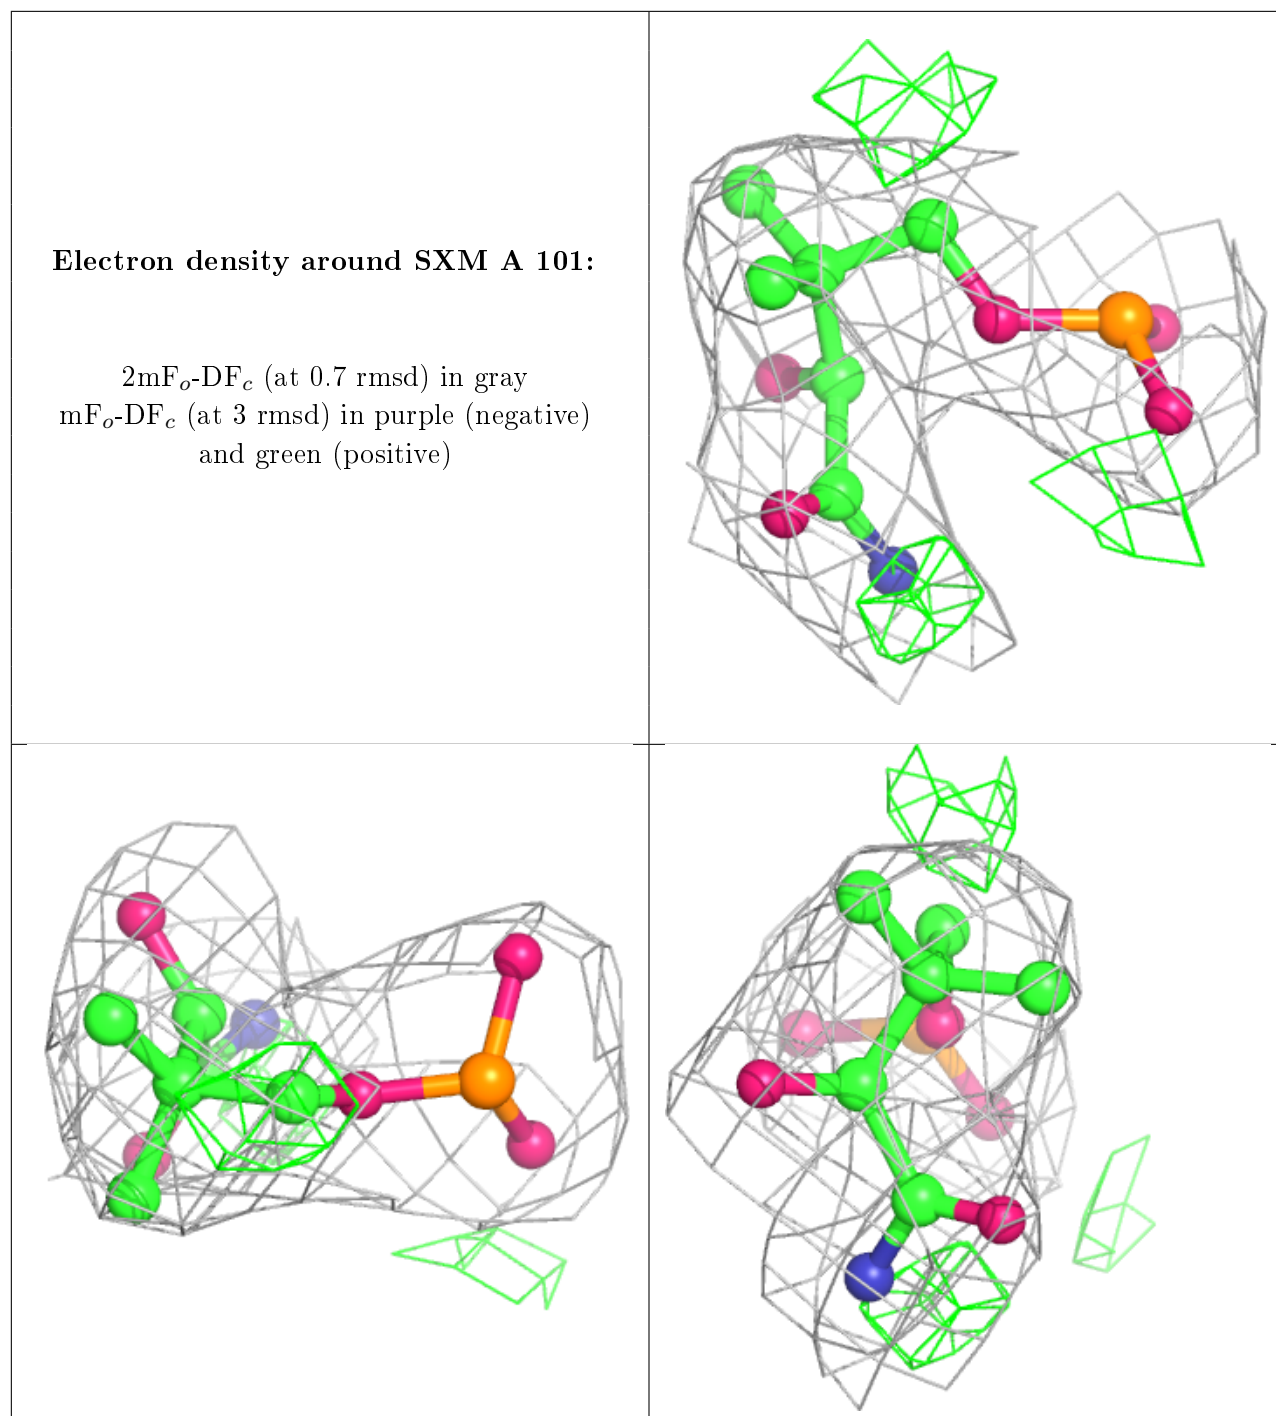 Electron density around SXM A 101:
2mFo-DFc (at 0.7 rmsd) in gray
mFo-DFc (at 3 rmsd) in purple (negative)
and green (positive)